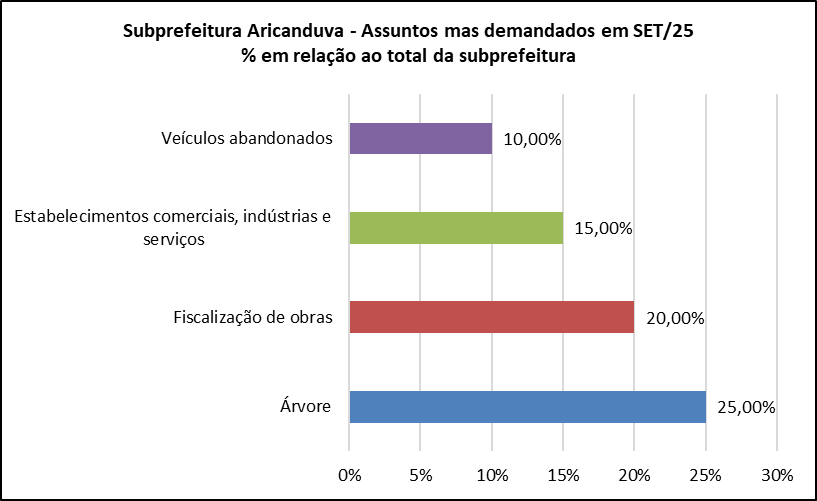 Subprefeitura Aricanduva - Assuntos mas demandados em SET/25
% em relação ao total da subprefeitura
Veículos abandonados
10,00%
Estabelecimentos comerciais, indústrias e
serviços
15,00%
Fiscalização de obras
20,00%
Árvore
25,00%
0% 5% 10% 15% 20% 25% 30%